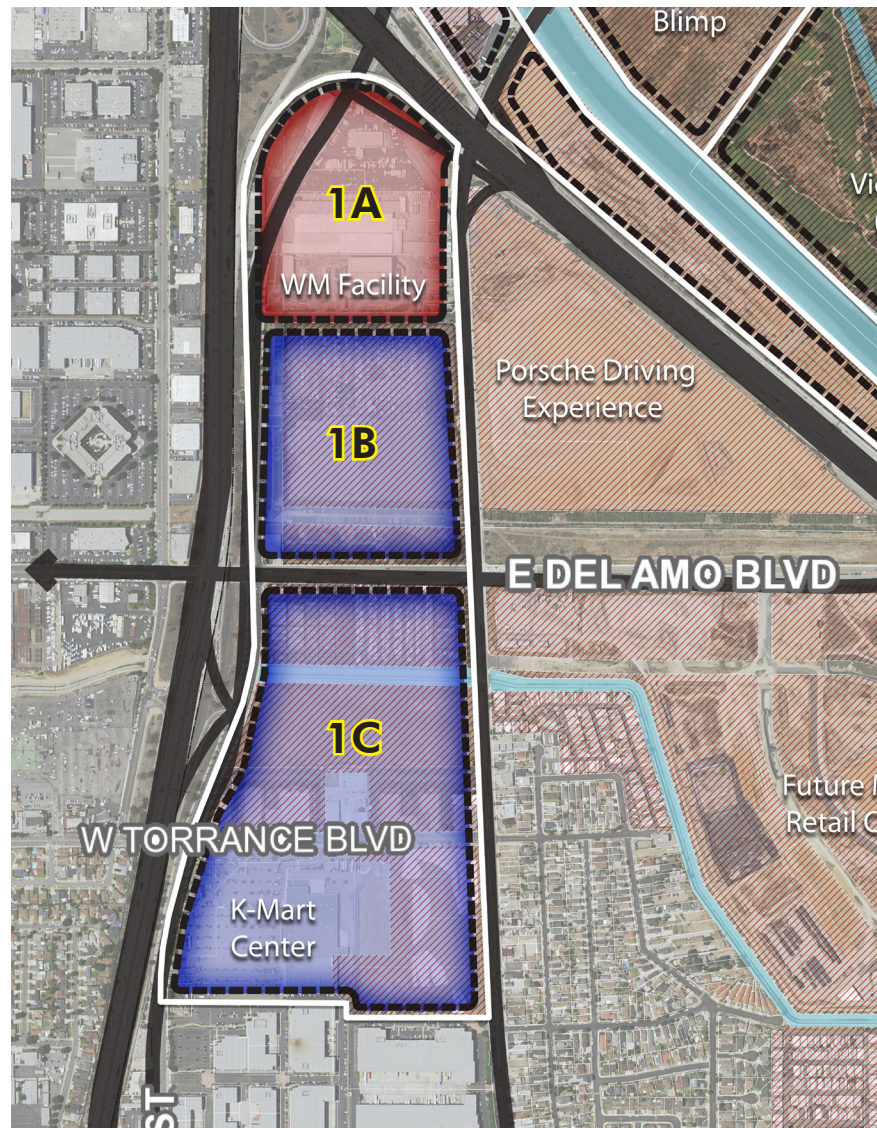 Blimp
1A
WM Facility
Porsche Driving
Experience
1B
E DEL AMO BLVD
1C
Future
Retail
W TORRANCE BLVD
K-Mart
Center
ST